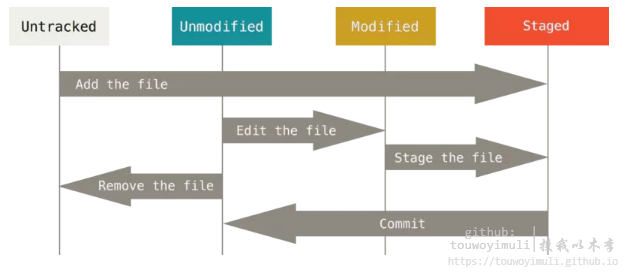 Untracked
Unmodified
Modified
Staged
Add the file
Edit the file
Stage the file
Remove the file
Commit
github: |
touwoyimuli|投我以木李
https://touwoyimuli.github.io